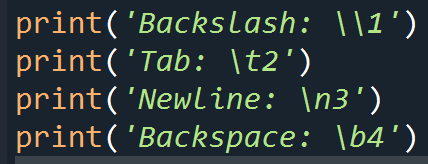 print('Backslash: \\1')
print('Tab: \t2')
print('Newline: \n3')
print('Backspace: \b4')